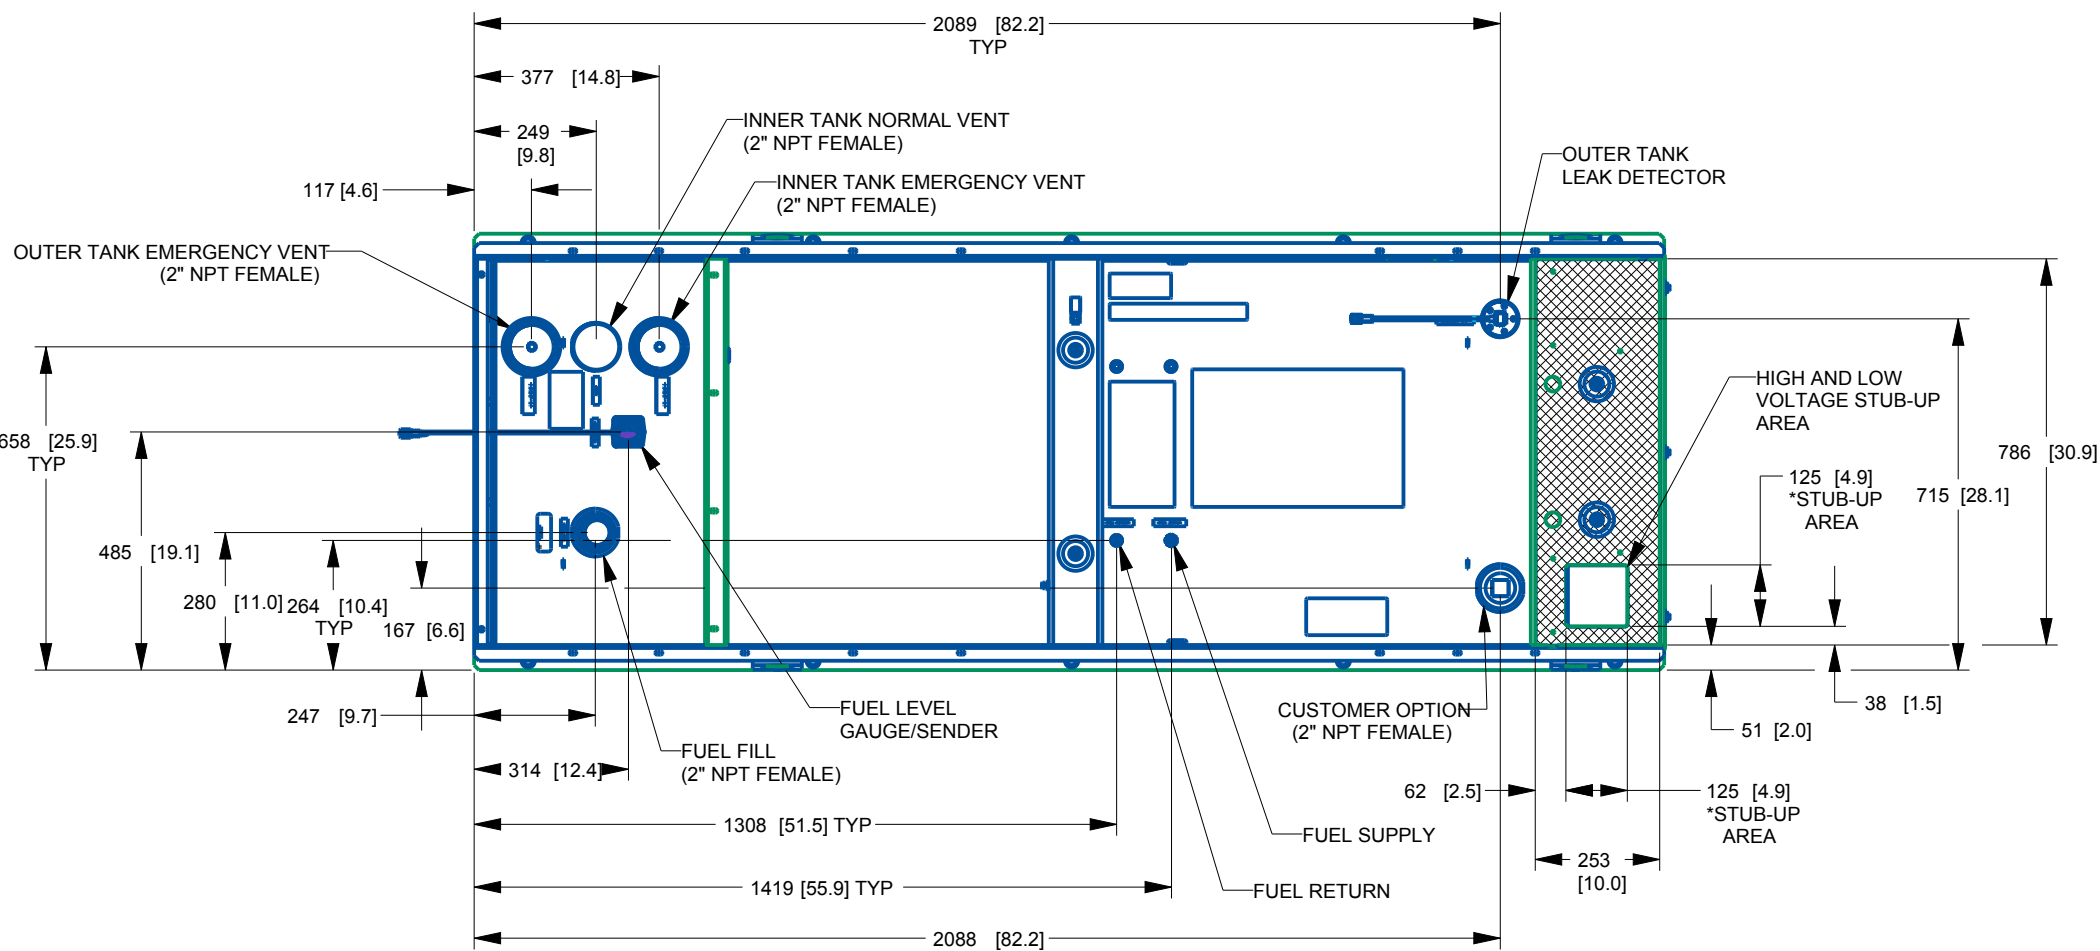 2089 [82.2]
TYP
377 [14.8]
249
[9.8]
117 [4.6]
INNER TANK NORMAL VENT
(2" NPT FEMALE)
INNER TANK EMERGENCY VENT
(2" NPT FEMALE)
OUTER TANK
LEAK DETECTOR
OUTER TANK EMERGENCY VENT
(2" NPT FEMALE)
HIGH AND LOW
VOLTAGE STUB-UP
AREA
658 [25.9]
TYP
786 [30.9]
125 [4.9]
*STUB-UP
AREA
715 [28.1]
485 [19.1]
280 [11.0]
264 [10.4]
TYP
167 [6.6]
247 [9.7]
FUEL LEVEL
GAUGE/SENDER
CUSTOMER OPTION
(2" NPT FEMALE)
38 [1.5]
51 [2.0]
FUEL FILL
(2" NPT FEMALE)
314 [12.4]
62 [2.5]
125 [4.9]
*STUB-UP
AREA
1308 [51.5] TYP
FUEL SUPPLY
253
[10.0]
1419 [55.9] TYP
FUEL RETURN
2088 [82.2]